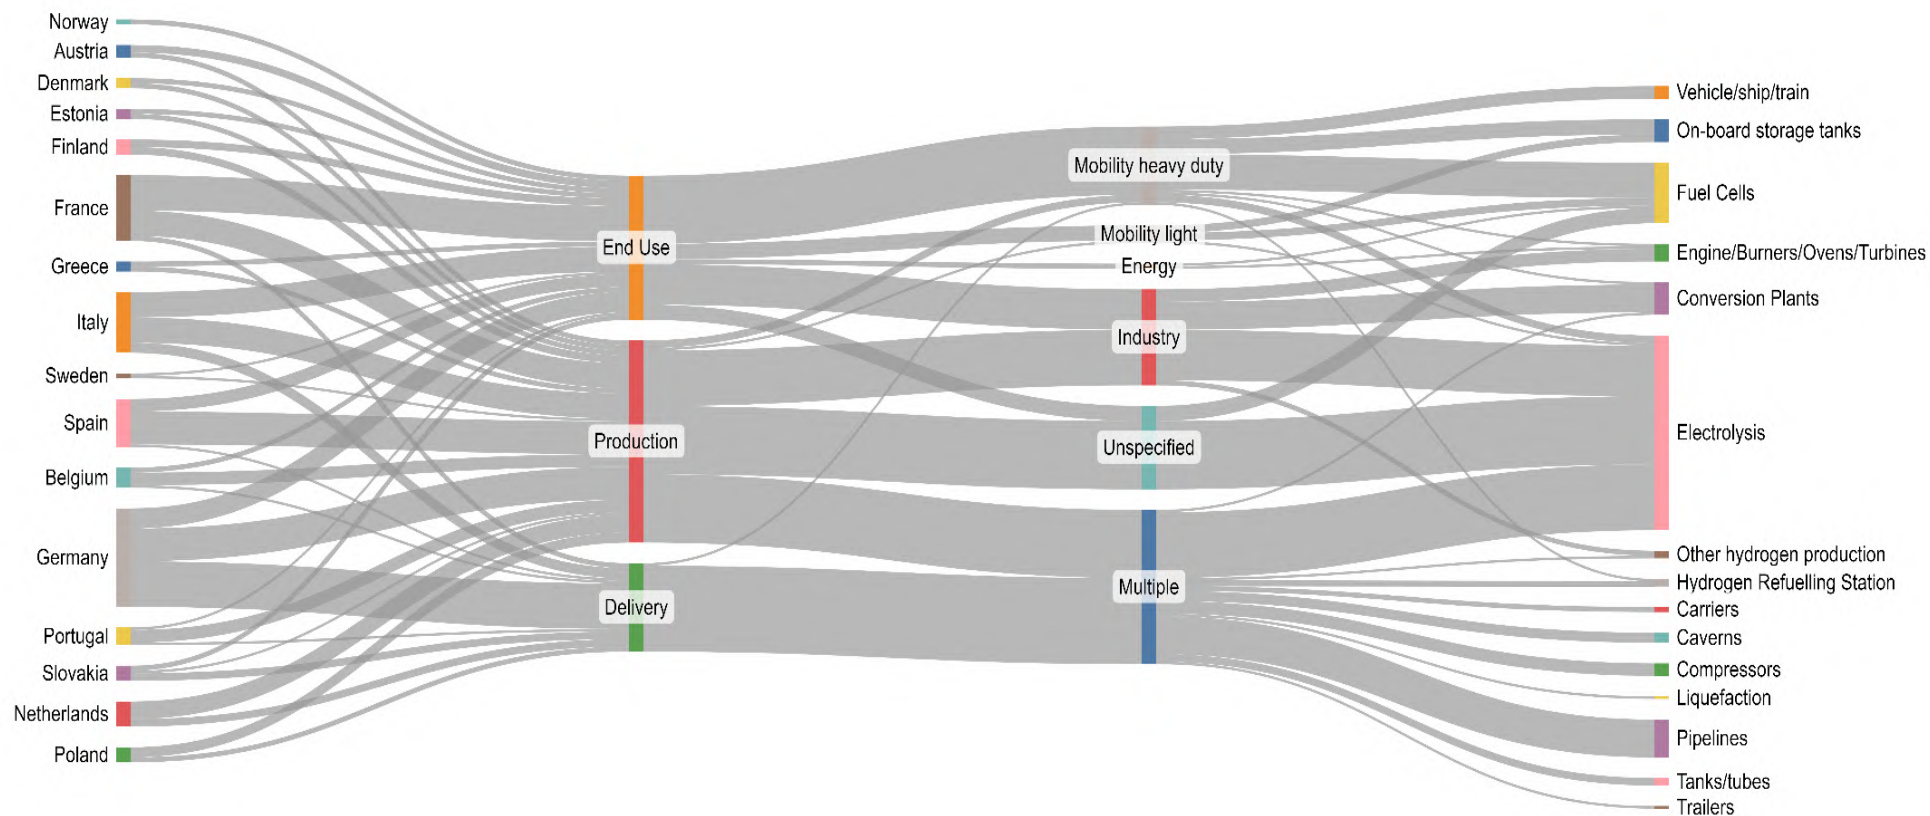 Norway
Austria
Denmark
Estonia
Finland
France
Greece
Italy
Sweden
Spain
Belgium
Germany
Portugal
Slovakia
Netherlands
Poland
End Use
Production
Delivery
Mobility heavy duty
Mobility light
Energy
Industry
Unspecified
Multiple
Vehicle/ship/train
On-board storage tanks
Fuel Cells
Engine/Burners/Ovens/Turbines
Conversion Plants
Electrolysis
Other hydrogen production
Hydrogen Refuelling Station
Carriers
Caverns
Compressors
Liquefaction
Pipelines
Tanks/tubes
Trailers